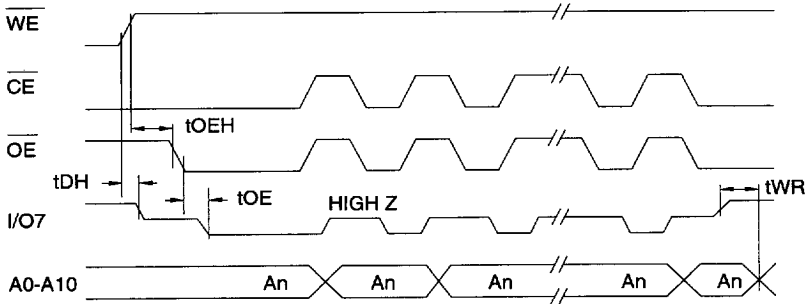 WE
CE
tOEH
OE
tDH
tOE
tWR
HIGH Z
I/O7
A0-A10 An An An An An